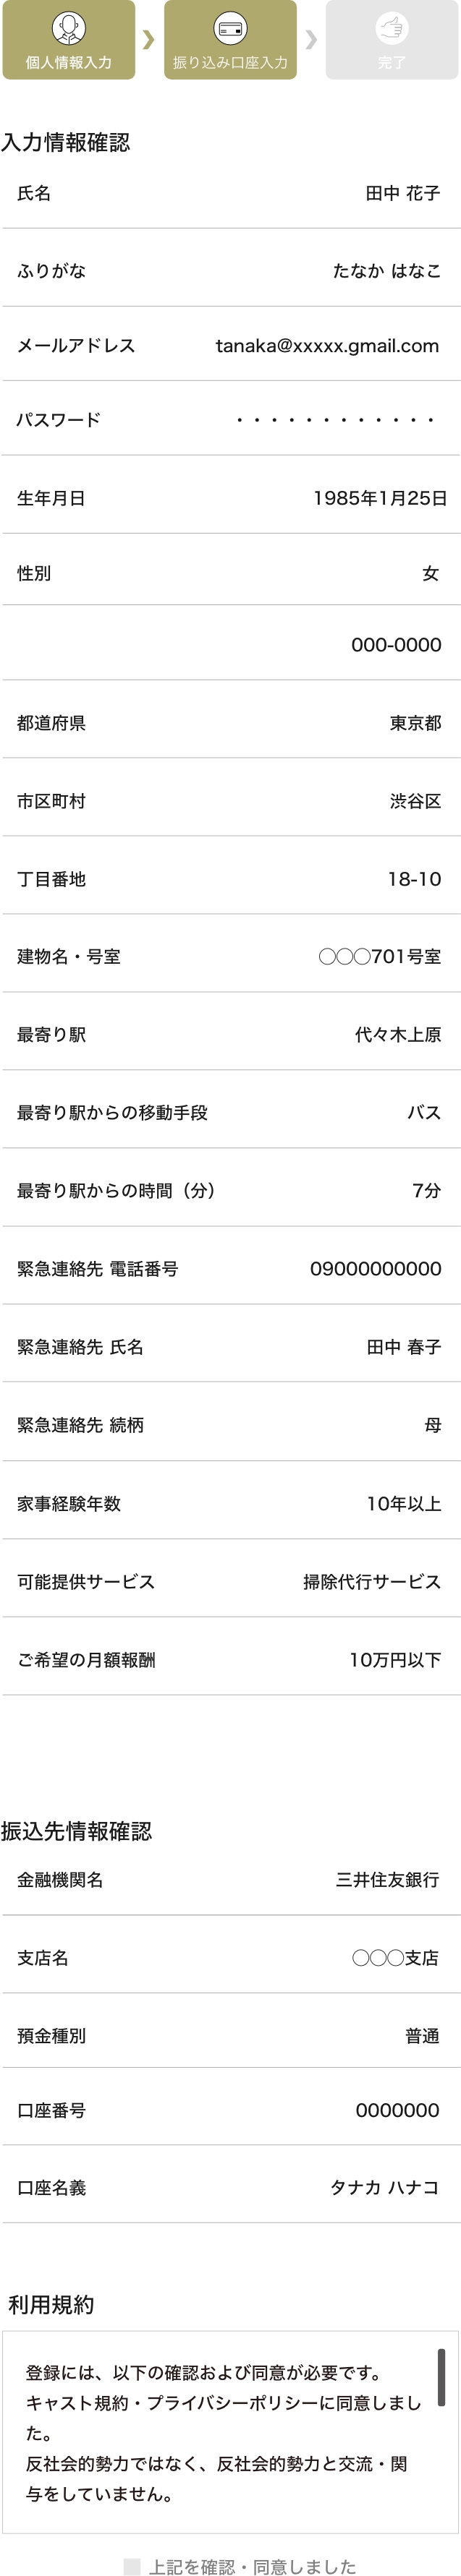 個人情報入力
振り込み口座入力
完了
入力情報確認
氏名 田中 花子
ふりがな たなか はなこ
メールアドレス tanaka@xxxxx.gmail.com
パスワード ・・・・・・・・・・・・
生年月日 1985年1月25日
性別 女
000-0000
都道府県 東京都
市区町村 渋谷区
丁目番地 18-10
建物名・号室 ◯◯◯701号室
最寄り駅 代々木上原
最寄り駅からの移動手段 バス
最寄り駅からの時間（分） 7分
緊急連絡先 電話番号 09000000000
緊急連絡先 氏名 田中 春子
緊急連絡先 続柄 母
家事経験年数 10年以上
可能提供サービス 掃除代行サービス
ご希望の月額報酬 10万円以下
振込先情報確認
金融機関名 三井住友銀行
支店名 ◯◯◯支店
預金種別 普通
口座番号 0000000
口座名義 タナカ ハナコ
利用規約
登録には、以下の確認および同意が必要です。
キャスト規約・プライバシーポリシーに同意しまし
た。
反社会的勢力ではなく、反社会的勢力と交流・関
与をしていません。
上記を確認・同意しました